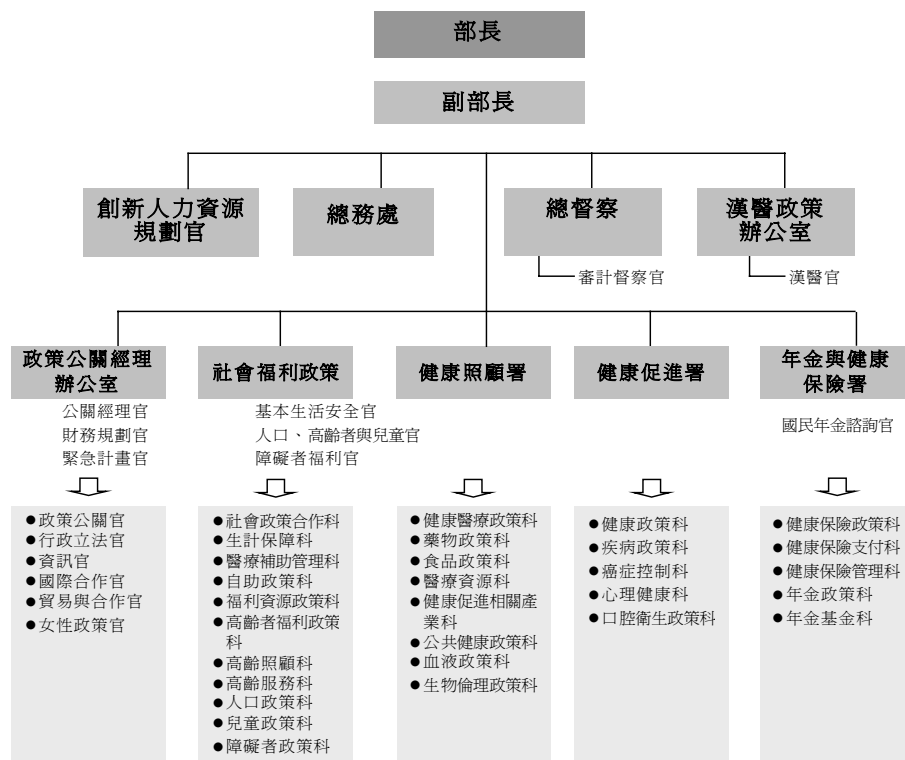 部長
副部長
創新人力資源
規劃官
總務處
總督察
漢醫政策
辦公室
審計督察官
漢醫官
政策公關經理
辦公室
社會福利政策
健康照顧署
健康促進署
年金與健康
保險署
公關經理官
財務規劃官
緊急計畫官
基本生活安全官
人口、高齡者與兒童官
障礙者福利官
國民年金諮詢官
●政策公關官
●行政立法官
●資訊官
●國際合作官
●貿易與合作官
●女性政策官
●社會政策合作科
●生計保障科
●醫療補助管理科
●自助政策科
●福利資源政策科
●高齡者福利政策
科
●高齡照顧科
●高齡服務科
●人口政策科
●兒童政策科
●障礙者政策科
●健康醫療政策科
●藥物政策科
●食品政策科
●醫療資源科
●健康促進相關產
業科
●公共健康政策科
●血液政策科
●生物倫理政策科
●健康政策科
●疾病政策科
●癌症控制科
●心理健康科
●口腔衛生政策科
●健康保險政策科
●健康保險支付科
●健康保險管理科
●年金政策科
●年金基金科